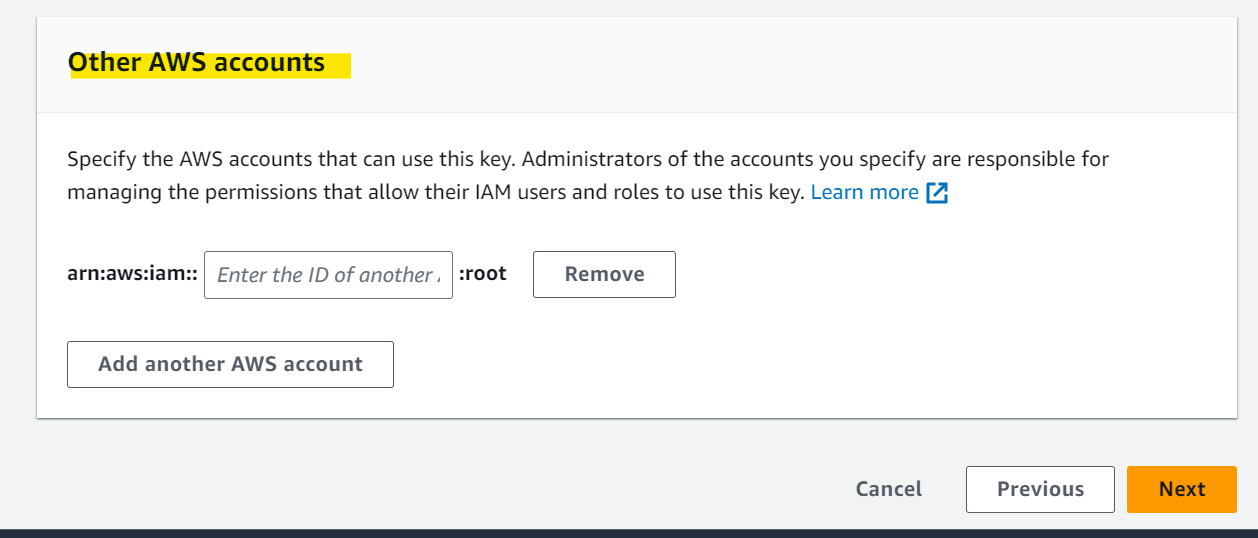 Other AWS accounts
Specify the AWS accounts that can use this key. Administrators of the accounts you specify are responsible for
managing the permissions that allow their IAM users and roles to use this key. Learn more
arn:aws:iam:: Enter the ID of another :root Remove
Add another AWS account
Cancel Previous Next